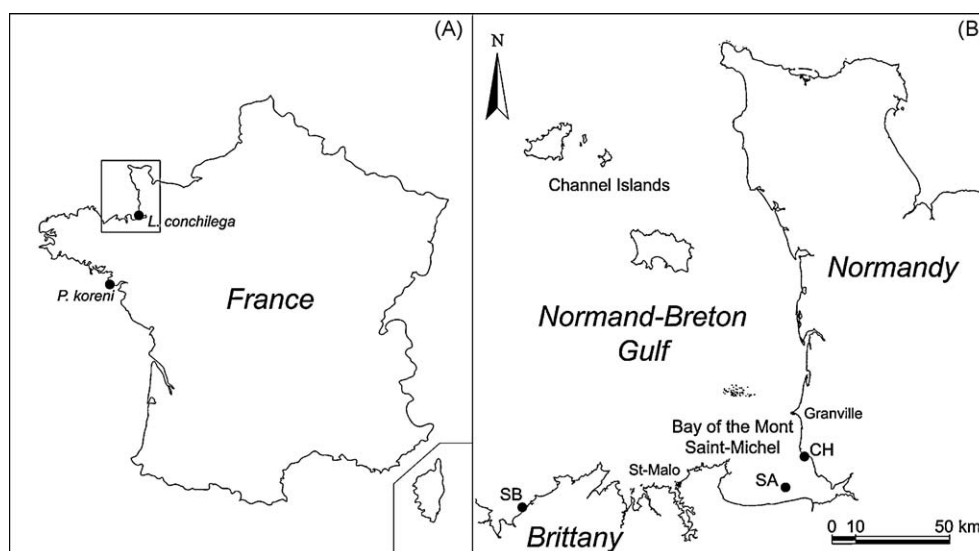 (A)
L. conchilega
P. koreni
France
(B)
N
Channel Islands
Normandy
Normand-Breton
Gulf
Granville
Bay of the Mont
Saint-Michel
CH
St-Malo
SA
SB
Brittany
0 10 50 km